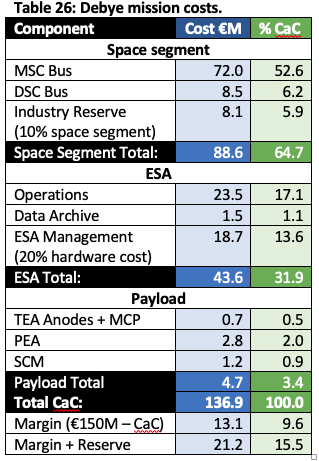 Table 26: Debye mission costs.
Component Cost €M % CaC
Space segment
MSC Bus 72.0 52.6
DSC Bus 8.5 6.2
Industry Reserve 8.1 5.9
(10% space segment)
Space Segment Total: 88.6 64.7
ESA
Operations 23.5 17.1
Data Archive 1.5 1.1
ESA Management 18.7 13.6
(20% hardware cost)
ESA Total: 43.6 31.9
Payload
TEA Anodes + MCP 0.7 0.5
PEA 2.8 2.0
SCM 1.2 0.9
Payload Total 4.7 3.4
Total CaC: 136.9 100.0
Margin (€150M – CaC) 13.1 9.6
Margin + Reserve 21.2 15.5